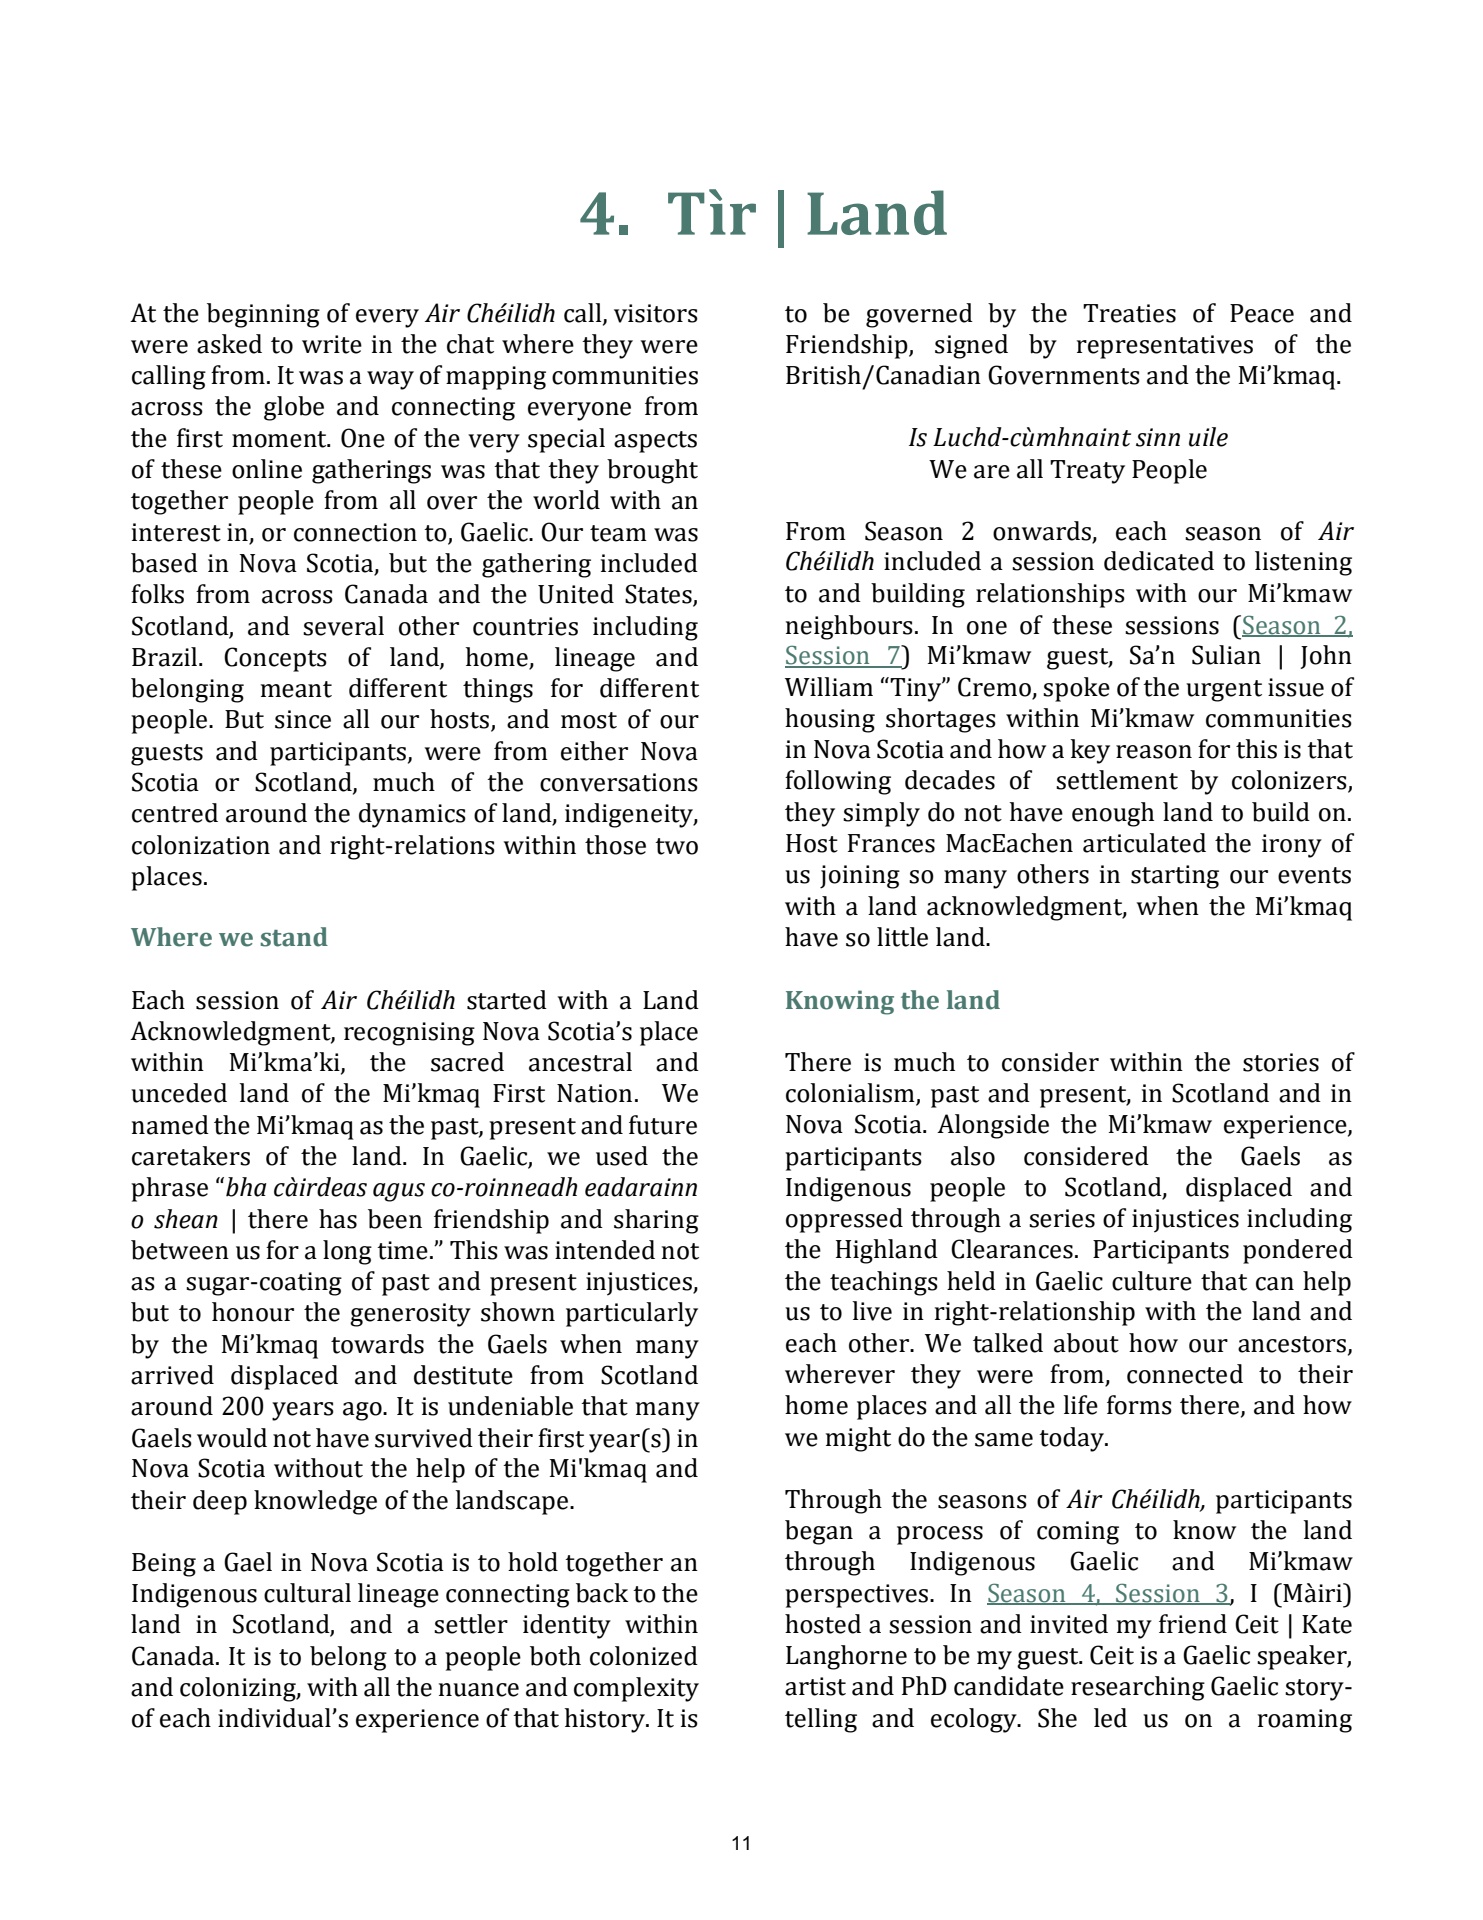 4. Tìr | Land
At the beginning of every Air Chéilidh call, visitors
were asked to write in the chat where they were
calling from. It was a way of mapping communities
across the globe and connecting everyone from
the first moment. One of the very special aspects
of these online gatherings was that they brought
together people from all over the world with an
interest in, or connection to, Gaelic. Our team was
based in Nova Scotia, but the gathering included
folks from across Canada and the United States,
Scotland, and several other countries including
Brazil. Concepts of land, home, lineage and
belonging meant different things for different
people. But since all our hosts, and most of our
guests and participants, were from either Nova
Scotia or Scotland, much of the conversations
centred around the dynamics of land, indigeneity,
colonization and right-relations within those two
places.
Where we stand
Each session of Air Chéilidh started with a Land
Acknowledgment, recognising Nova Scotia’s place
within Mi’kma’ki, the sacred ancestral and
unceded land of the Mi’kmaq First Nation. We
named the Mi’kmaq as the past, present and future
caretakers of the land. In Gaelic, we used the
phrase “bha càirdeas agus co-roinneadh eadarainn
o shean | there has been friendship and sharing
between us for a long time.” This was intended not
as a sugar-coating of past and present injustices,
but to honour the generosity shown particularly
by the Mi’kmaq towards the Gaels when many
arrived displaced and destitute from Scotland
around 200 years ago. It is undeniable that many
Gaels would not have survived their first year(s) in
Nova Scotia without the help of the Mi'kmaq and
their deep knowledge of the landscape.
Being a Gael in Nova Scotia is to hold together an
Indigenous cultural lineage connecting back to the
land in Scotland, and a settler identity within
Canada. It is to belong to a people both colonized
and colonizing, with all the nuance and complexity
of each individual’s experience of that history. It is
to be governed by the Treaties of Peace and
Friendship, signed by representatives of the
British/Canadian Governments and the Mi’kmaq.
Is Luchd-cùmhnaint sinn uile
We are all Treaty People
From Season 2 onwards, each season of Air
Chéilidh included a session dedicated to listening
to and building relationships with our Mi’kmaw
neighbours. In one of these sessions (Season 2,
Session 7) Mi’kmaw guest, Sa’n Sulian | John
William “Tiny” Cremo, spoke of the urgent issue of
housing shortages within Mi’kmaw communities
in Nova Scotia and how a key reason for this is that
following decades of settlement by colonizers,
they simply do not have enough land to build on.
Host Frances MacEachen articulated the irony of
us joining so many others in starting our events
with a land acknowledgment, when the Mi’kmaq
have so little land.
Knowing the land
There is much to consider within the stories of
colonialism, past and present, in Scotland and in
Nova Scotia. Alongside the Mi’kmaw experience,
participants also considered the Gaels as
Indigenous people to Scotland, displaced and
oppressed through a series of injustices including
the Highland Clearances. Participants pondered
the teachings held in Gaelic culture that can help
us to live in right-relationship with the land and
each other. We talked about how our ancestors,
wherever they were from, connected to their
home places and all the life forms there, and how
we might do the same today.
Through the seasons of Air Chéilidh, participants
began a process of coming to know the land
through Indigenous Gaelic and Mi’kmaw
perspectives. In Season 4, Session 3, I (Màiri)
hosted a session and invited my friend Ceit | Kate
Langhorne to be my guest. Ceit is a Gaelic speaker,
artist and PhD candidate researching Gaelic story-
telling and ecology. She led us on a roaming
11